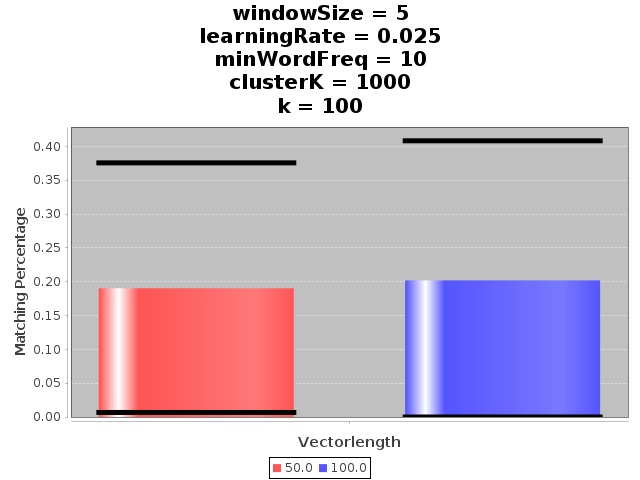 windowSize = 5
learningRate = 0.025
minWordFreq = 10
clusterK = 1000
k = 100
0.40
0.35
0.30
0.25
0.20
0.15
0.10
0.05
0.00
Matching Percentage
Vectorlength
50.0 100.0